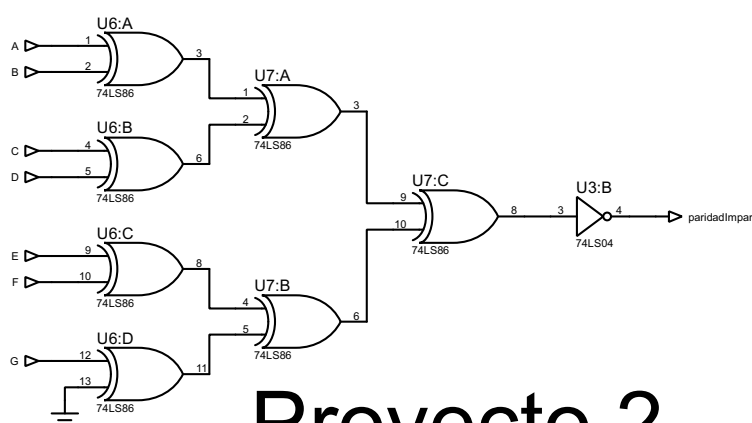 U6:A
A 1 3
B 2
74LS86
U7:A
1 3
2
74LS86
U6:B
C 4 6
D 5
74LS86
U7:C
9 8
10
74LS86
U3:B
3 4 paridadImpar
74LS04
U6:C
E 9 8
F 10
74LS86
U7:B
4 6
5
74LS86
U6:D
G 12 11
13
74LS86
Proyecto 2